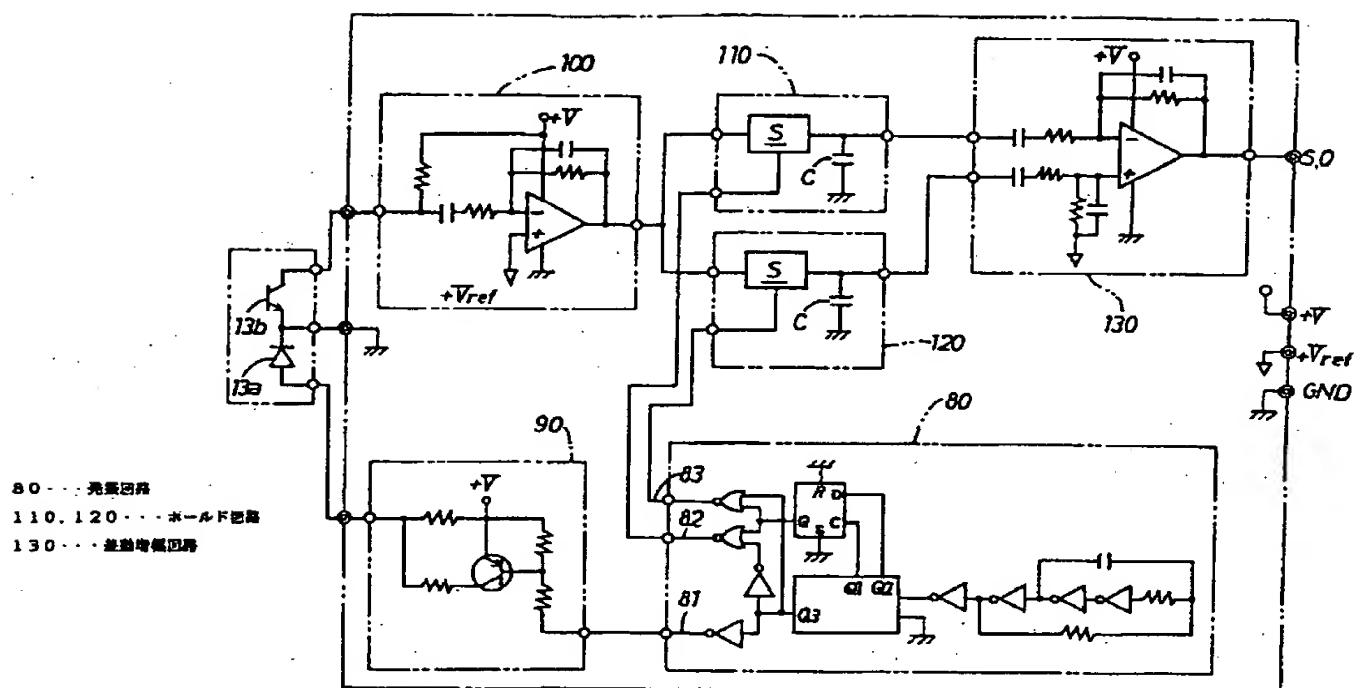 100
110
+V
+V
S
C
S.O
+Vref
13b
13a
S
C
120
130
+V
+Vref
GND
90
80
+V
83
82
81
R
D
Q
C
S
Q1
Q2
Q3
80・・・発振回路
110,120・・・ホールド回路
130・・・差動増幅回路